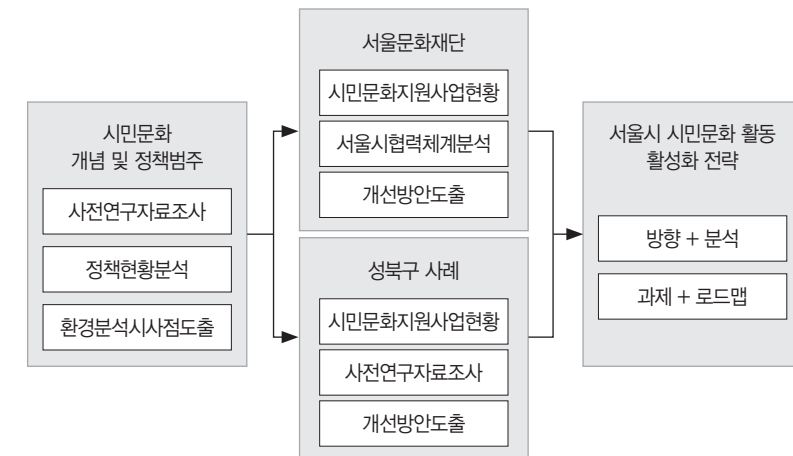 시민문화
개념 및 정책범주
사전연구자료조사
정책현황분석
환경분석시사점도출
서울문화재단
시민문화지원사업현황
서울시협력체계분석
개선방안도출
성북구 사례
시민문화지원사업현황
사전연구자료조사
개선방안도출
서울시 시민문화 활동
활성화 전략
방향 + 분석
과제 + 로드맵